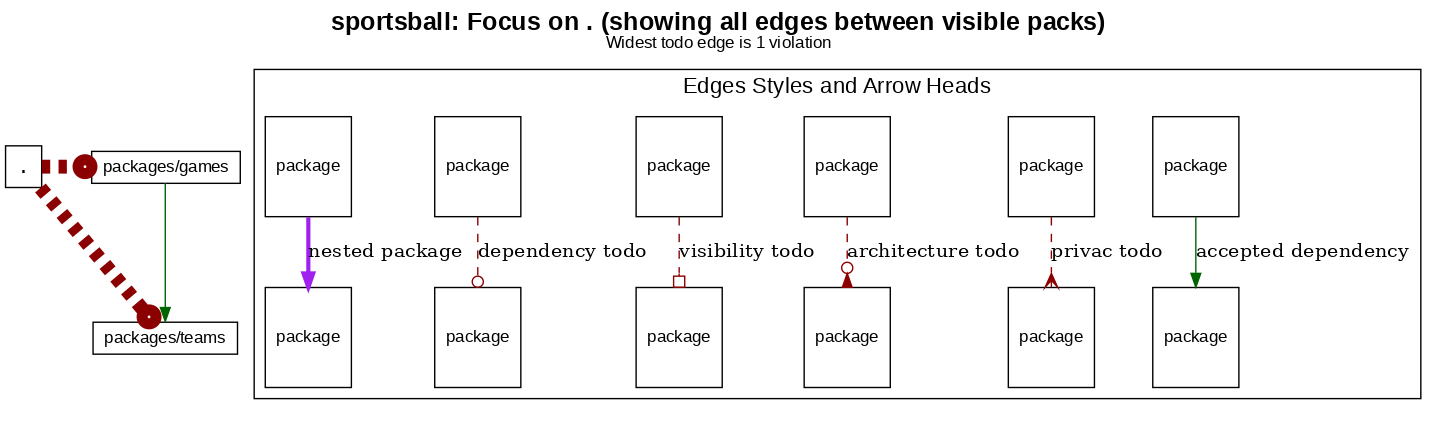 sportsball: Focus on . (showing all edges between visible packs)
Widest todo edge is 1 violation
Edges Styles and Arrow Heads
.
packages/games
packages/teams
package
package
package
package
package
package
nested package
dependency todo
visibility todo
architecture todo
privac todo
accepted dependency
package
package
package
package
package
package